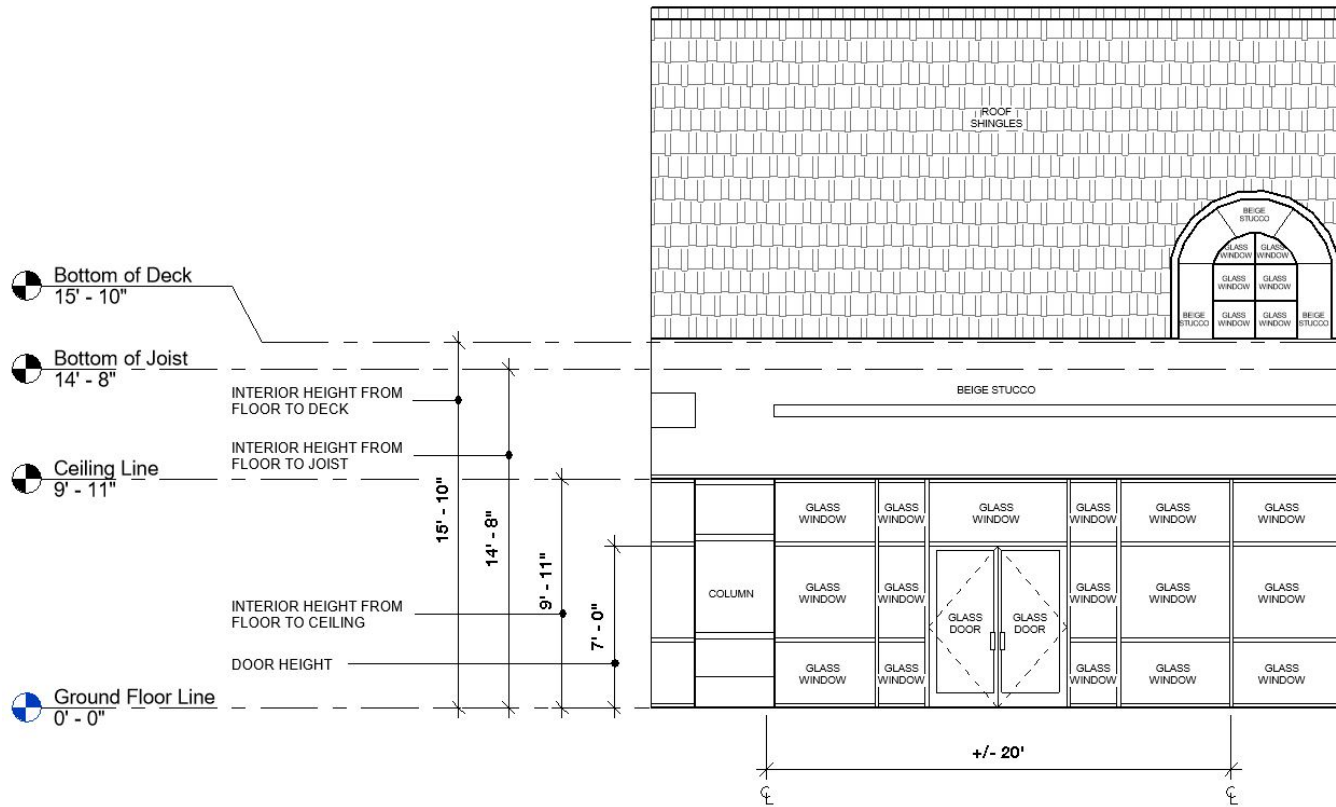 ROOF
SHINGLES
BEIGE
STUCCO
GLASS
WINDOW
GLASS
WINDOW
GLASS
WINDOW
GLASS
WINDOW
BEIGE
STUCCO
GLASS
WINDOW
GLASS
WINDOW
BEIGE
STUCCO
Bottom of Deck
15' - 10"
Bottom of Joist
14' - 8"
INTERIOR HEIGHT FROM
FLOOR TO DECK
BEIGE STUCCO
INTERIOR HEIGHT FROM
FLOOR TO JOIST
Ceiling Line
9' - 11"
15' - 10"
14' - 8"
9' - 11"
7' - 0"
GLASS
WINDOW
GLASS
WINDOW
GLASS
WINDOW
GLASS
WINDOW
GLASS
WINDOW
GLASS
WINDOW
COLUMN
GLASS
WINDOW
GLASS
WINDOW
GLASS
DOOR
GLASS
DOOR
GLASS
WINDOW
GLASS
WINDOW
GLASS
WINDOW
INTERIOR HEIGHT FROM
FLOOR TO CEILING
DOOR HEIGHT
GLASS
WINDOW
GLASS
WINDOW
GLASS
WINDOW
GLASS
WINDOW
GLASS
WINDOW
Ground Floor Line
0' - 0"
+/- 20'
℄
℄